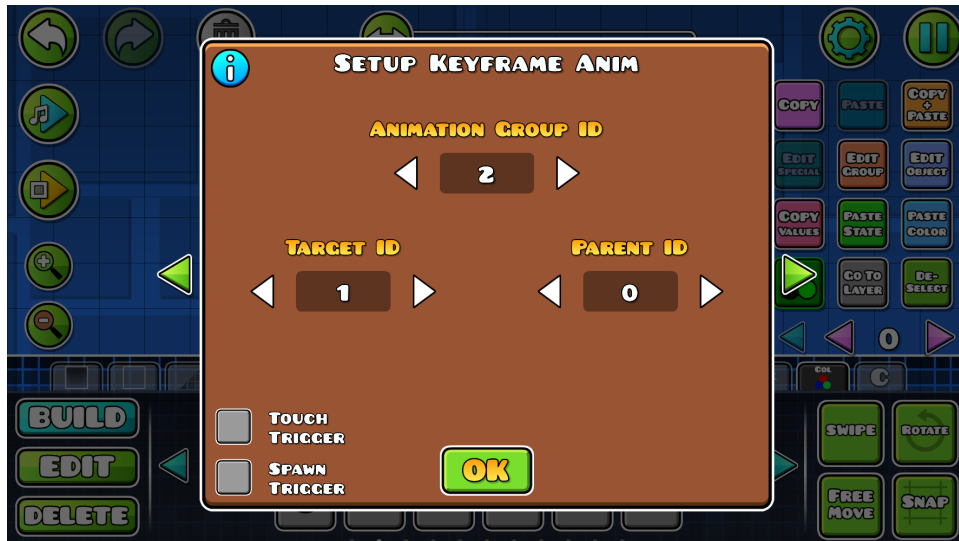 SETUP KEYFRAME ANIM
ANIMATION GROUP ID
2
TARGET ID
PARENT ID
1
0
TOUCH
TRIGGER
SPAWN
TRIGGER
OK
COPY
PASTE
COPY
+
PASTE
EDIT
SPECIAL
EDIT
GROUP
EDIT
OBJECT
COPY
VALUES
PASTE
STATE
PASTE
COLOR
GO TO
LAYER
DE-
SELECT
0
COL
C
BUILD
EDIT
DELETE
SWIPE
ROTATE
FREE
MOVE
SNAP